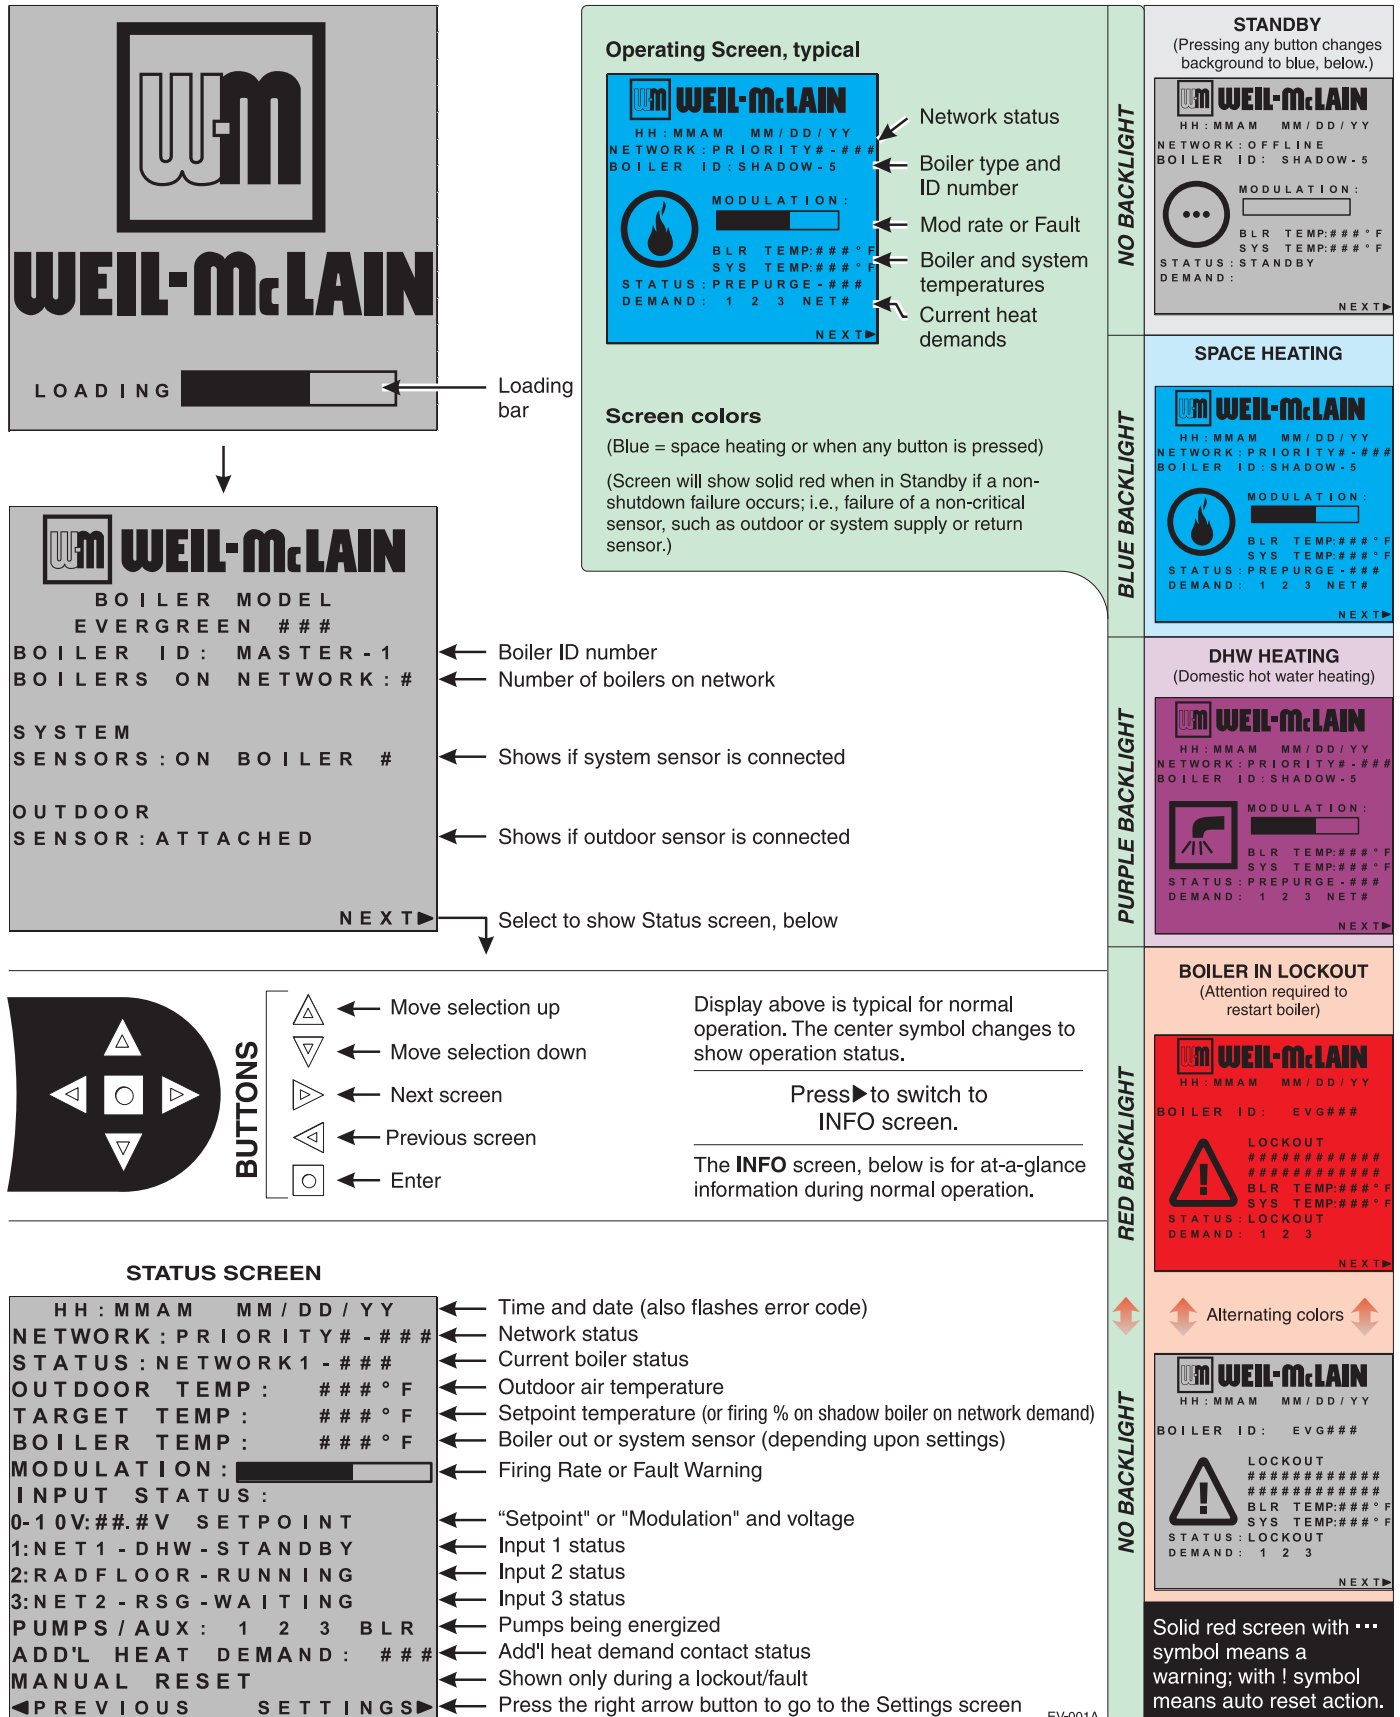 WM
WEIL-McLAIN
LOADING
Loading
bar
WM WEIL-McLAIN
BOILER MODEL
EVERGREEN ###
BOILER ID: MASTER-1
BOILERS ON NETWORK:#
SYSTEM
SENSORS:ON BOILER #
OUTDOOR
SENSOR:ATTACHED
NEXT▶
Boiler ID number
Number of boilers on network
Shows if system sensor is connected
Shows if outdoor sensor is connected
Select to show Status screen, below
Operating Screen, typical
WM WEIL-McLAIN
HH:MMAM MM/DD/YY
NETWORK:PRIORITY#-###
BOILER ID:SHADOW-5
MODULATION:
BLR TEMP:###°F
SYS TEMP:###°F
STATUS:PREPURGE-###
DEMAND: 1 2 3 NET#
NEXT▶
Network status
Boiler type and
ID number
Mod rate or Fault
Boiler and system
temperatures
Current heat
demands
Screen colors
(Blue = space heating or when any button is pressed)
(Screen will show solid red when in Standby if a non-
shutdown failure occurs; i.e., failure of a non-critical
sensor, such as outdoor or system supply or return
sensor.)
BUTTONS
Move selection up
Move selection down
Next screen
Previous screen
Enter
Display above is typical for normal
operation. The center symbol changes to
show operation status.
Press▶to switch to
INFO screen.
The INFO screen, below is for at-a-glance
information during normal operation.
STATUS SCREEN
HH:MMAM MM/DD/YY
NETWORK:PRIORITY#-###
STATUS:NETWORK1-###
OUTDOOR TEMP: ###°F
TARGET TEMP: ###°F
BOILER TEMP: ###°F
MODULATION:
INPUT STATUS:
0-10V:##.#V SETPOINT
1:NET1-DHW-STANDBY
2:RADFLOOR-RUNNING
3:NET2-RSG-WAITING
PUMPS/AUX: 1 2 3 BLR
ADD'L HEAT DEMAND: ###
MANUAL RESET
◀PREVIOUS SETTINGS▶
Time and date (also flashes error code)
Network status
Current boiler status
Outdoor air temperature
Setpoint temperature (or firing % on shadow boiler on network demand)
Boiler out or system sensor (depending upon settings)
Firing Rate or Fault Warning
“Setpoint" or "Modulation" and voltage
Input 1 status
Input 2 status
Input 3 status
Pumps being energized
Add'l heat demand contact status
Shown only during a lockout/fault
Press the right arrow button to go to the Settings screen
EV-001A
NO BACKLIGHT
STANDBY
(Pressing any button changes
background to blue, below.)
WM WEIL-McLAIN
HH:MMAM MM/DD/YY
NETWORK:OFFLINE
BOILER ID: SHADOW-5
MODULATION:
BLR TEMP:###°F
SYS TEMP:###°F
STATUS:STANDBY
DEMAND:
NEXT▶
BLUE BACKLIGHT
SPACE HEATING
WM WEIL-McLAIN
HH:MMAM MM/DD/YY
NETWORK:PRIORITY#-###
BOILER ID:SHADOW-5
MODULATION:
BLR TEMP:###°F
SYS TEMP:###°F
STATUS:PREPURGE-###
DEMAND: 1 2 3 NET#
NEXT▶
PURPLE BACKLIGHT
DHW HEATING
(Domestic hot water heating)
WM WEIL-McLAIN
HH:MMAM MM/DD/YY
NETWORK:PRIORITY#-###
BOILER ID:SHADOW-5
MODULATION:
BLR TEMP:###°F
SYS TEMP:###°F
STATUS:PREPURGE-###
DEMAND: 1 2 3 NET#
NEXT▶
RED BACKLIGHT
BOILER IN LOCKOUT
(Attention required to
restart boiler)
WM WEIL-McLAIN
HH:MMAM MM/DD/YY
BOILER ID: EVG###
LOCKOUT
############
############
BLR TEMP:###°F
SYS TEMP:###°F
STATUS:LOCKOUT
DEMAND: 1 2 3
NEXT▶
Alternating colors
NO BACKLIGHT
WM WEIL-McLAIN
HH:MMAM MM/DD/YY
BOILER ID: EVG###
LOCKOUT
############
############
BLR TEMP:###°F
SYS TEMP:###°F
STATUS:LOCKOUT
DEMAND: 1 2 3
NEXT▶
Solid red screen with ···
symbol means a
warning; with ! symbol
means auto reset action.